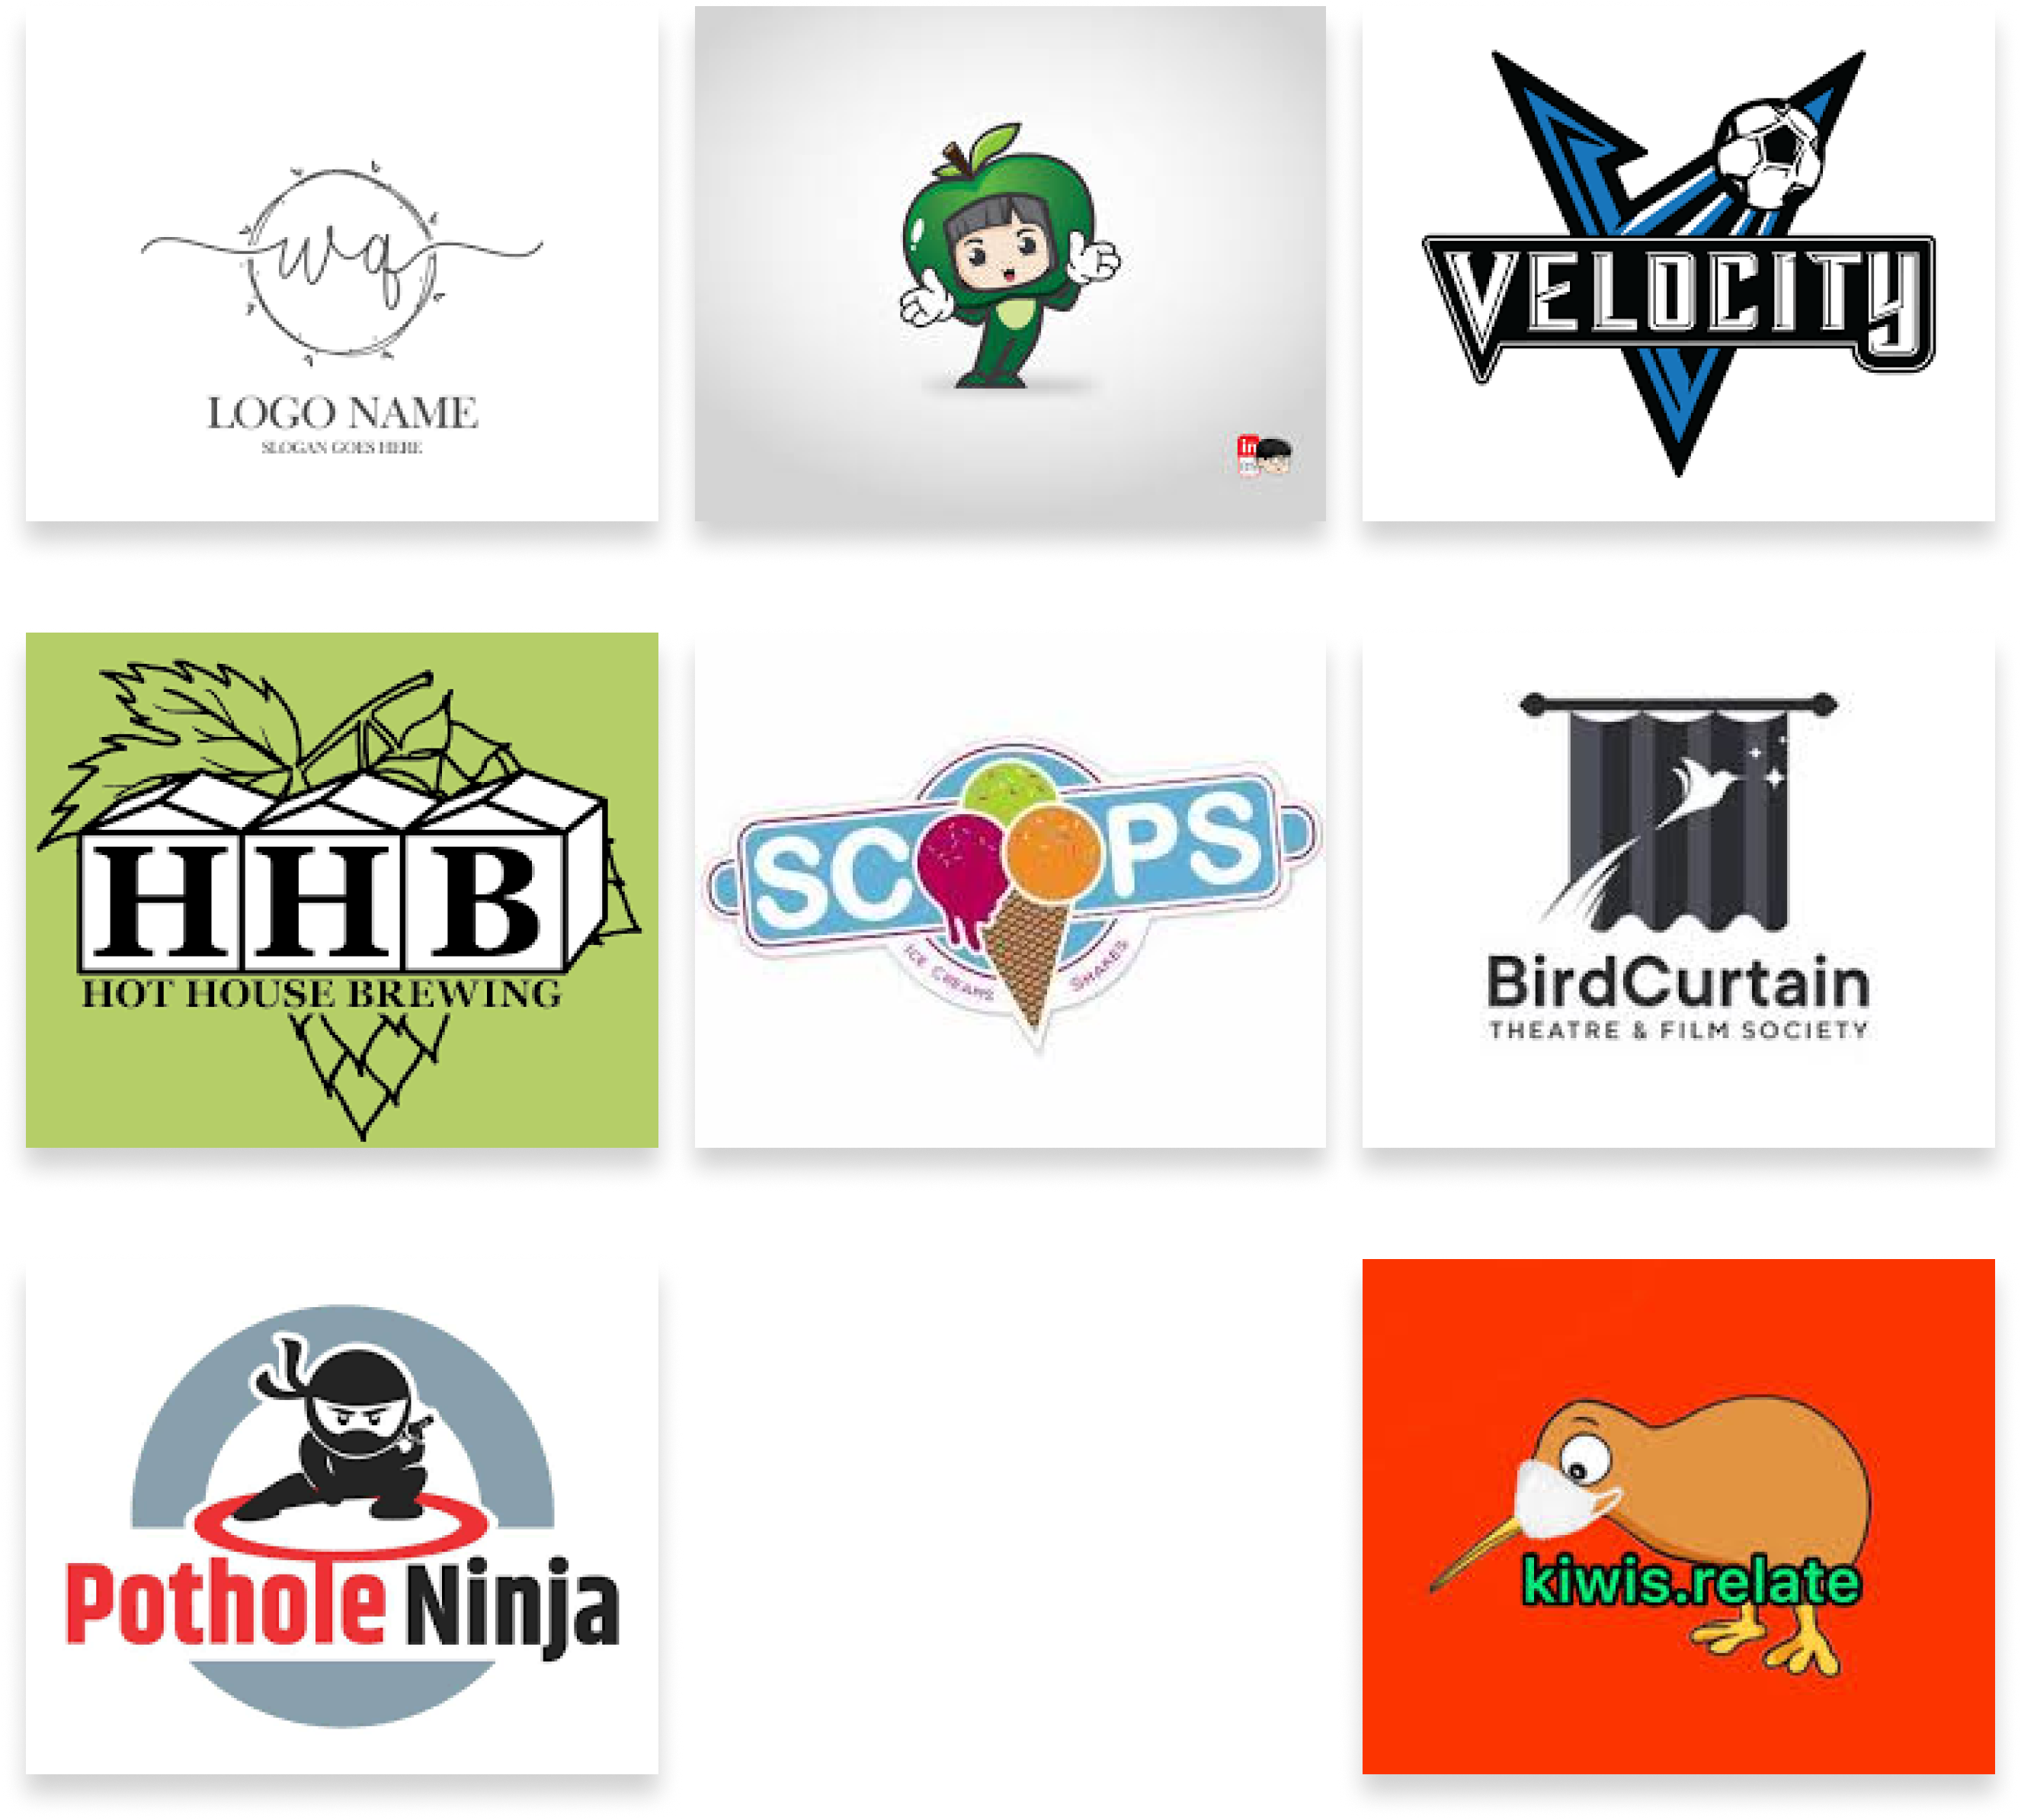 wq
LOGO NAME
SLOGAN GOES HERE
in
VELOCITY
HHB
HOT HOUSE BREWING
SCOOPS
ICE CREAMS SHAKES
BirdCurtain
THEATRE & FILM SOCIETY
Pothole Ninja
kiwis.relate